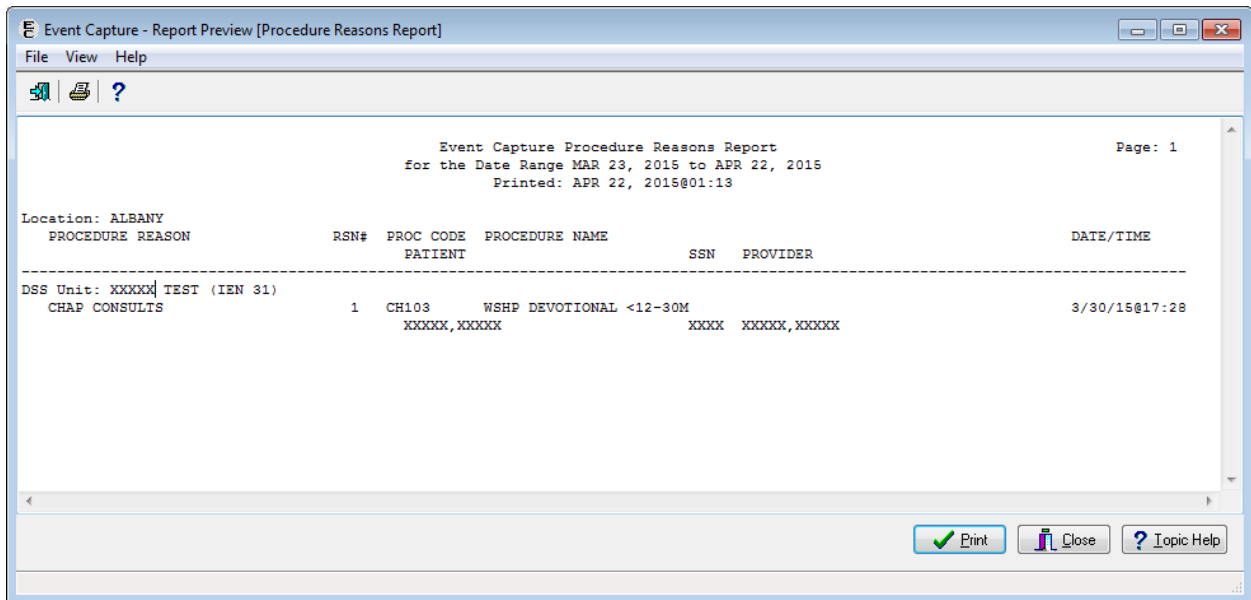 Event Capture - Report Preview [Procedure Reasons Report]
File View Help
Event Capture Procedure Reasons Report Page: 1
for the Date Range MAR 23, 2015 to APR 22, 2015
Printed: APR 22, 2015@01:13
Location: ALBANY
PROCEDURE REASON RSN# PROC CODE PROCEDURE NAME DATE/TIME
PATIENT SSN PROVIDER
DSS Unit: XXXXX TEST (IEN 31)
CHAP CONSULTS 1 CH103 WSHP DEVOTIONAL <12-30M 3/30/15@17:28
XXXXX,XXXXX XXXX XXXXX,XXXXX
Print Close ? Topic Help